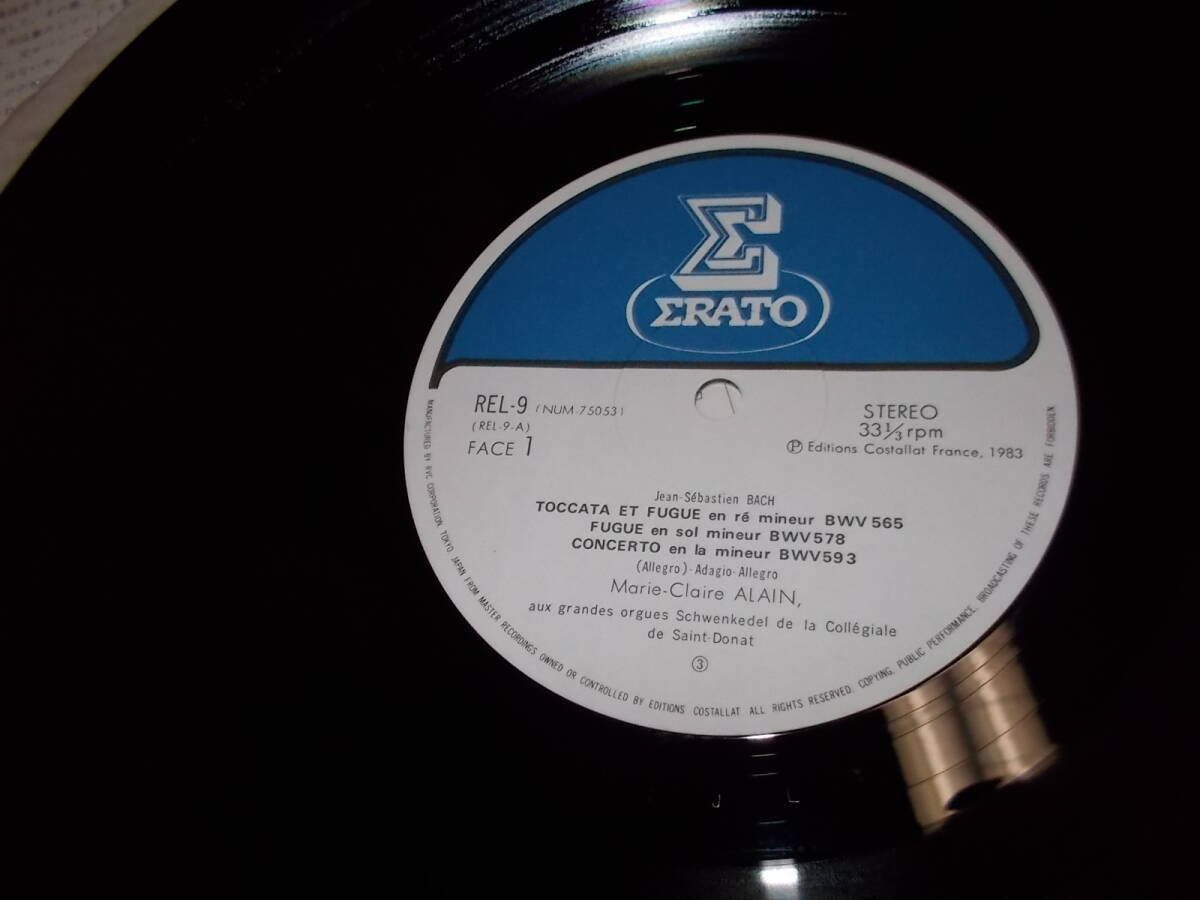 Σ
ΣRATO
REL-9 (NUM-75053)
(REL-9-A)
FACE 1
STEREO
33⅓rpm
Ⓟ Editions Costallat France, 1983
Jean-Sébastien BACH
TOCCATA ET FUGUE en ré mineur BWV 565
FUGUE en sol mineur BWV 578
CONCERTO en la mineur BWV 593
(Allegro)-Adagio-Allegro
Marie-Claire ALAIN,
aux grandes orgues Schwenkedel de la Collégiale
de Saint-Donat
③
MANUFACTURED BY RVC CORPORATION, TOKYO, JAPAN FROM MASTER RECORDINGS OWNED OR CONTROLLED BY EDITIONS COSTALLAT. ALL RIGHTS RESERVED. COPYING, PUBLIC PERFORMANCE, BROADCASTING OF THESE RECORDS ARE FORBIDDEN